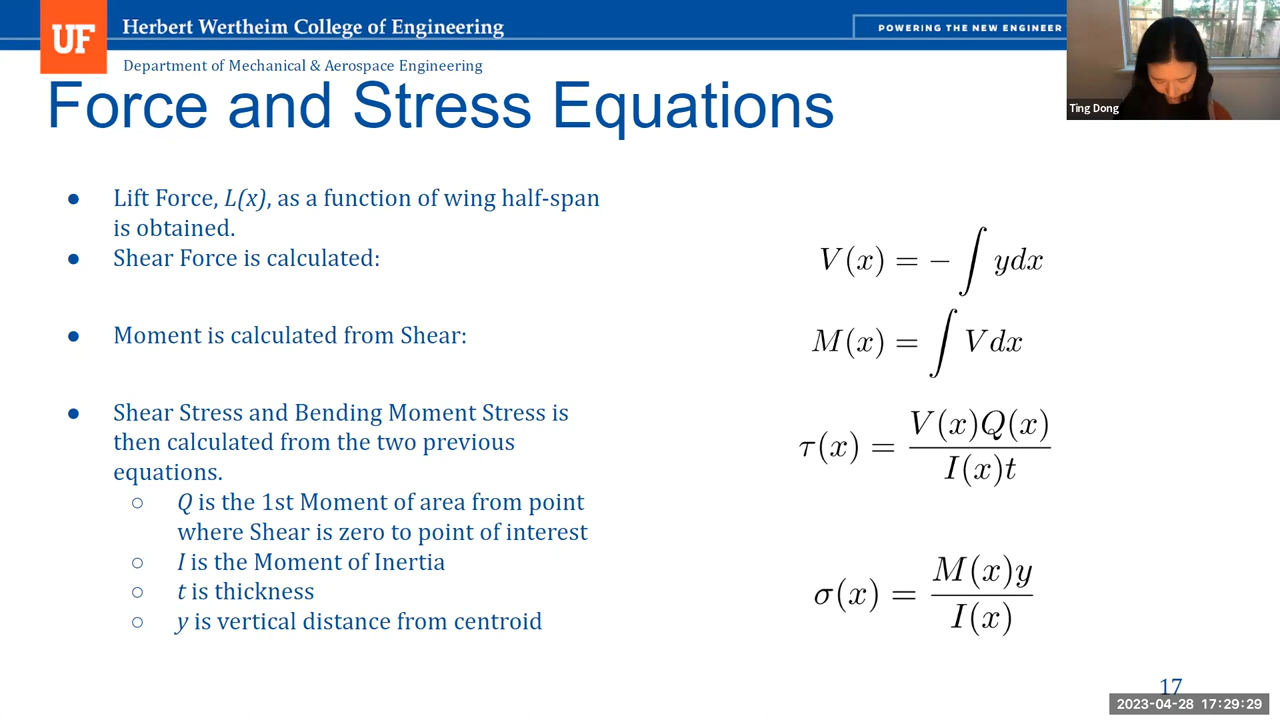 UF
Herbert Wertheim College of Engineering
POWERING THE NEW ENGINEER
Department of Mechanical & Aerospace Engineering
Ting Dong
Force and Stress Equations
● Lift Force, L(x), as a function of wing half-span
is obtained.
● Shear Force is calculated:
V(x) = − ∫ ydx
● Moment is calculated from Shear:
M(x) = ∫ Vdx
● Shear Stress and Bending Moment Stress is
then calculated from the two previous
equations.
τ(x) = V(x)Q(x) / I(x)t
○ Q is the 1st Moment of area from point
where Shear is zero to point of interest
○ I is the Moment of Inertia
○ t is thickness
○ y is vertical distance from centroid
σ(x) = M(x)y / I(x)
17
2023-04-28 17:29:29